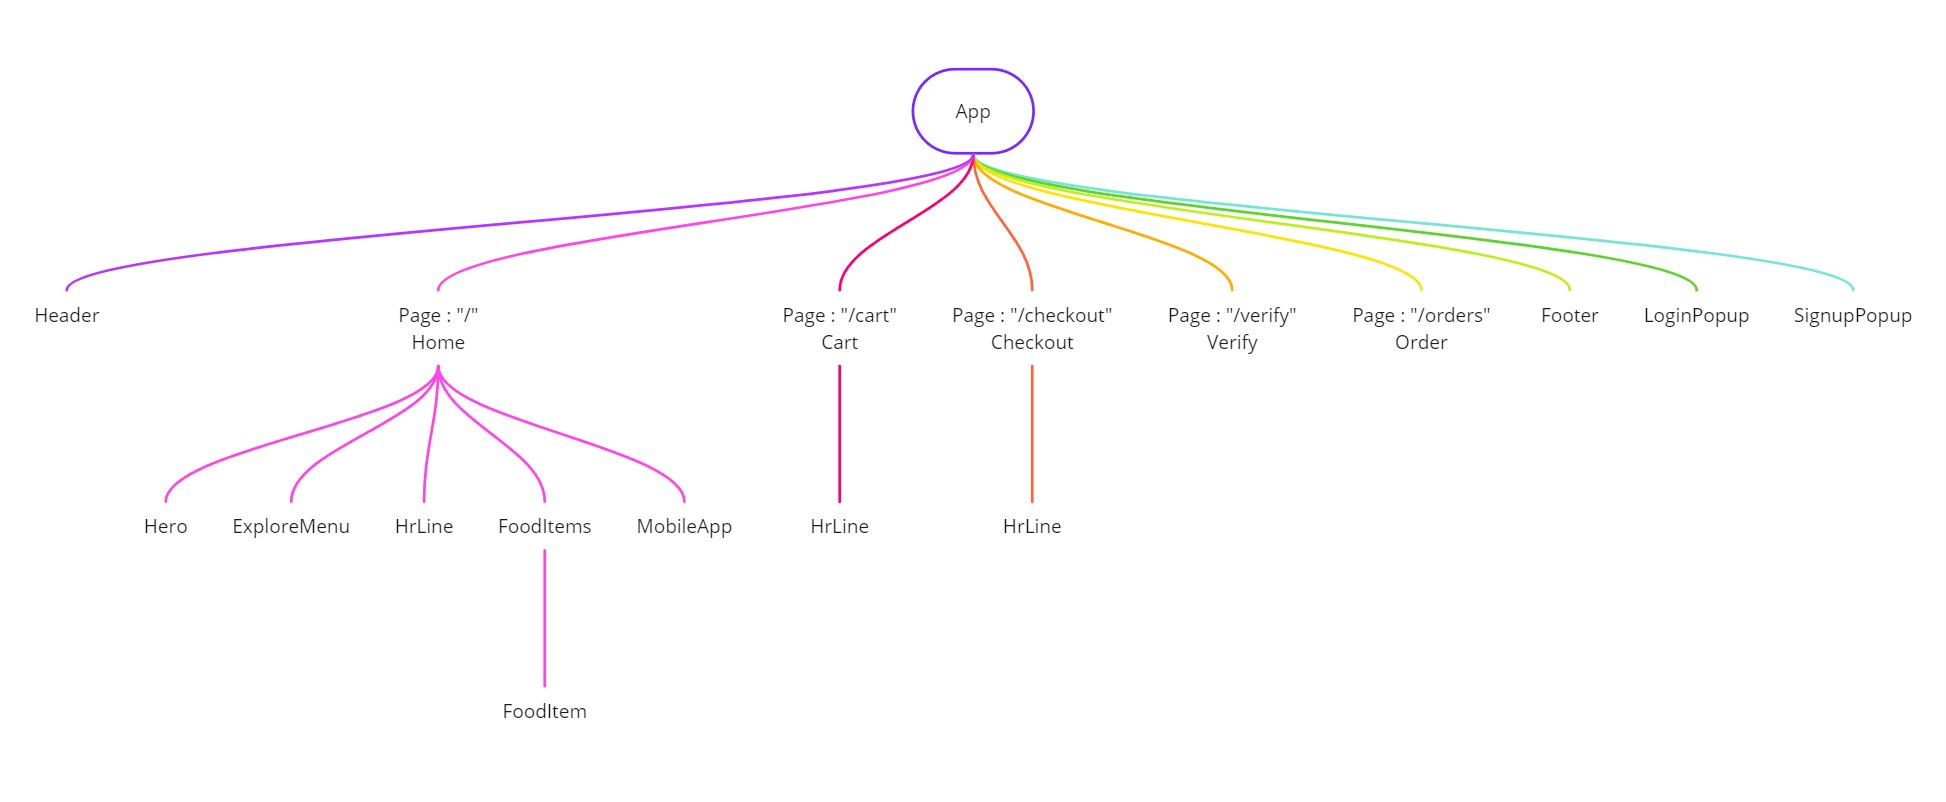 App
Header
Page : "/"
Home
Page : "/cart"
Cart
Page : "/checkout"
Checkout
Page : "/verify"
Verify
Page : "/orders"
Order
Footer
LoginPopup
SignupPopup
Hero
ExploreMenu
HrLine
FoodItems
MobileApp
HrLine
HrLine
FoodItem